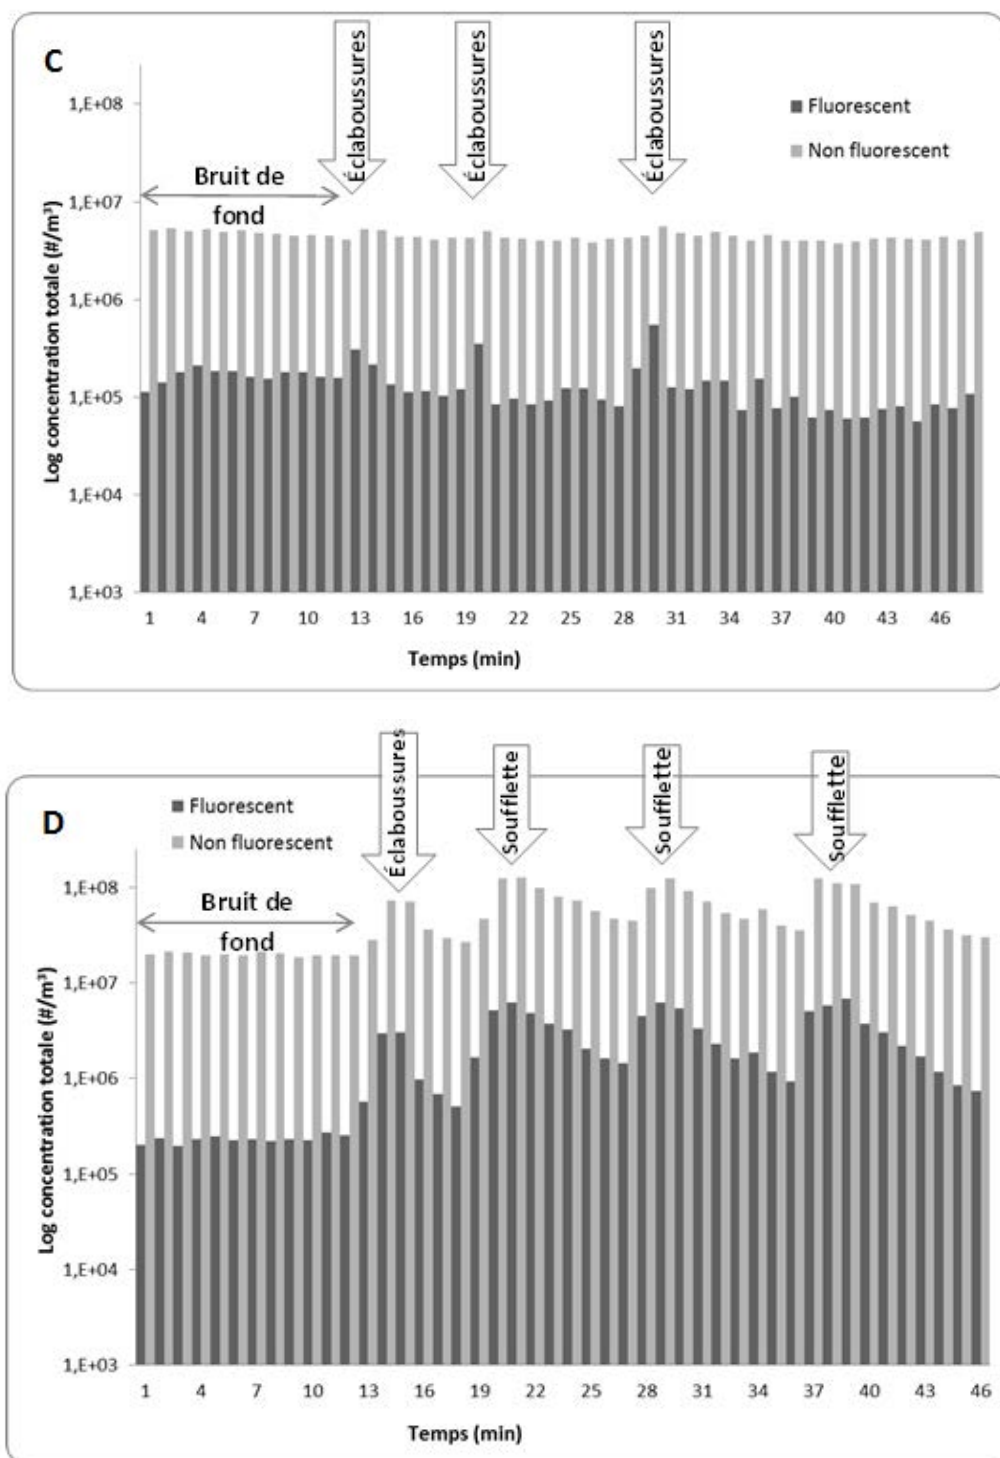 C
Éclaboussures
Éclaboussures
Éclaboussures
Fluorescent
Non fluorescent
Bruit de
fond
Log concentration totale (#/m³)
1,E+08
1,E+07
1,E+06
1,E+05
1,E+04
1,E+03
1 4 7 10 13 16 19 22 25 28 31 34 37 40 43 46
Temps (min)
D
Éclaboussures
Soufflette
Soufflette
Soufflette
Fluorescent
Non fluorescent
Bruit de
fond
Log concentration totale (#/m³)
1,E+08
1,E+07
1,E+06
1,E+05
1,E+04
1,E+03
1 4 7 10 13 16 19 22 25 28 31 34 37 40 43 46
Temps (min)